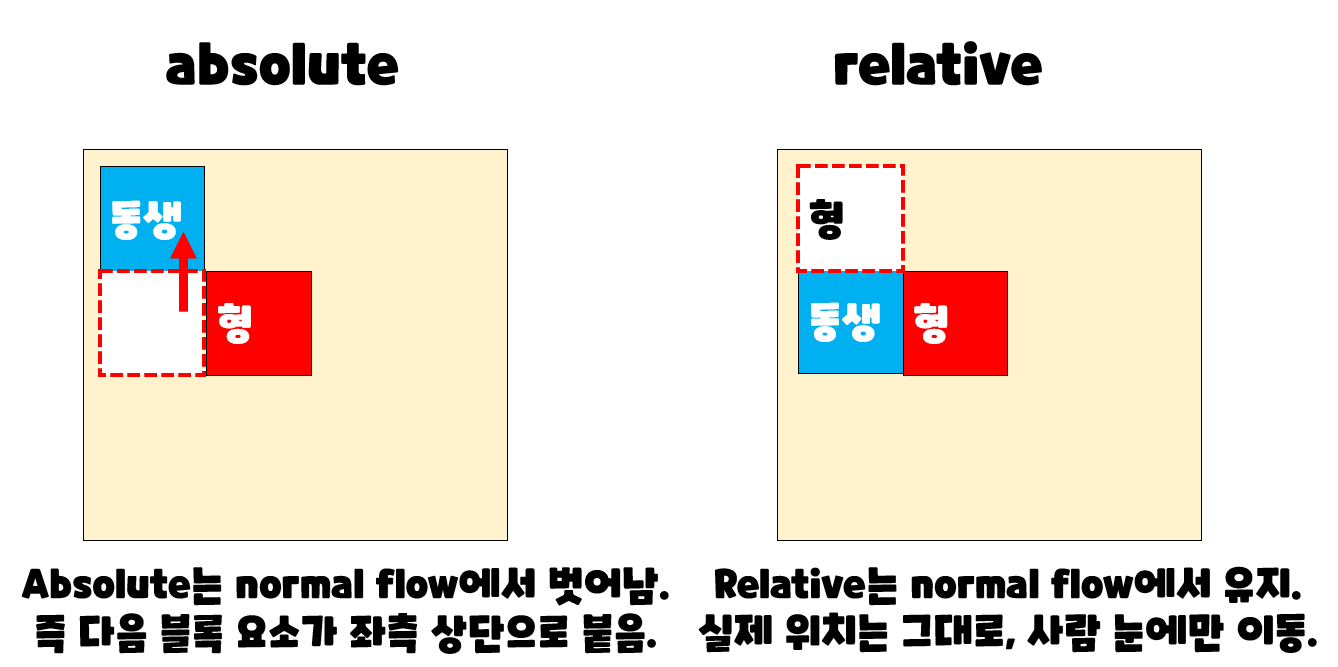 absolute
relative
동생
형
형
동생
형
Absolute는 normal flow에서 벗어남.
즉 다음 블록 요소가 좌측 상단으로 붙음.
Relative는 normal flow에서 유지.
실제 위치는 그대로, 사람 눈에만 이동.